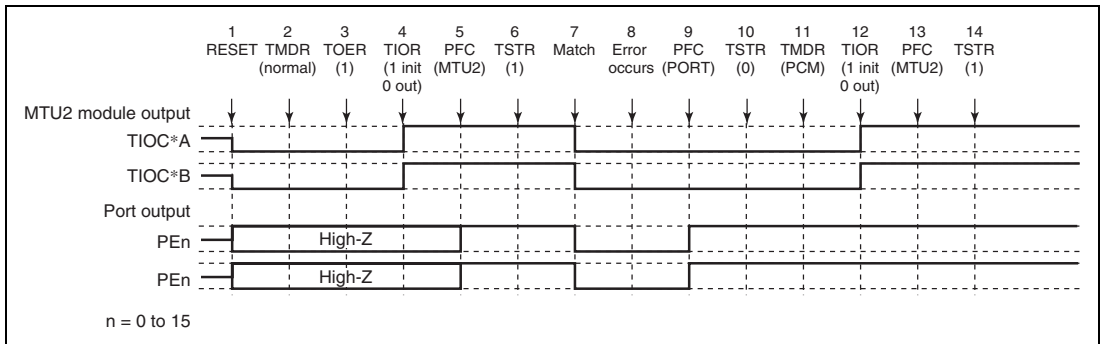 1 2 3 4 5 6 7 8 9 10 11 12 13 14
RESET TMDR TOER TIOR PFC TSTR Match Error PFC TSTR TMDR TIOR PFC TSTR
(normal) (1) (1 init (MTU2) (1) occurs (PORT) (0) (PCM) (1 init (MTU2) (1)
0 out) 0 out)
MTU2 module output
TIOC*A
TIOC*B
Port output
PEn High-Z
PEn High-Z
n = 0 to 15